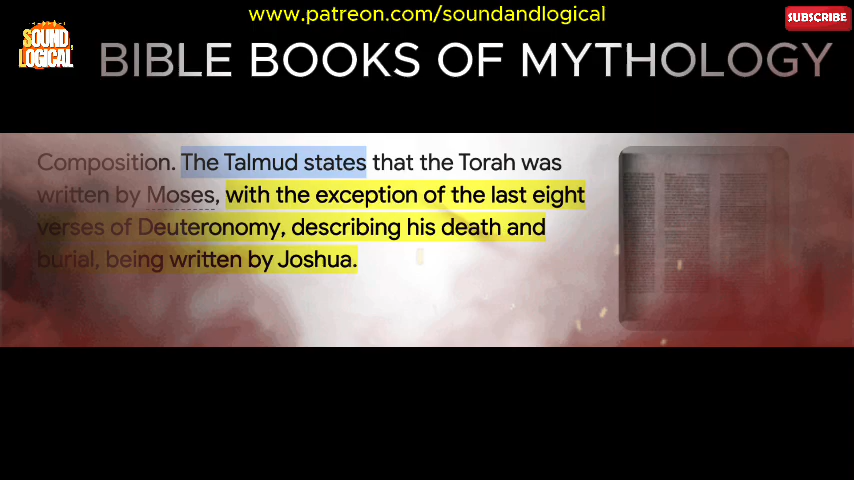 www.patreon.com/soundandlogical
SUBSCRIBE
SOUND
LOGICAL
BIBLE BOOKS OF MYTHOLOGY
Composition. The Talmud states that the Torah was
written by Moses, with the exception of the last eight
verses of Deuteronomy, describing his death and
burial, being written by Joshua.